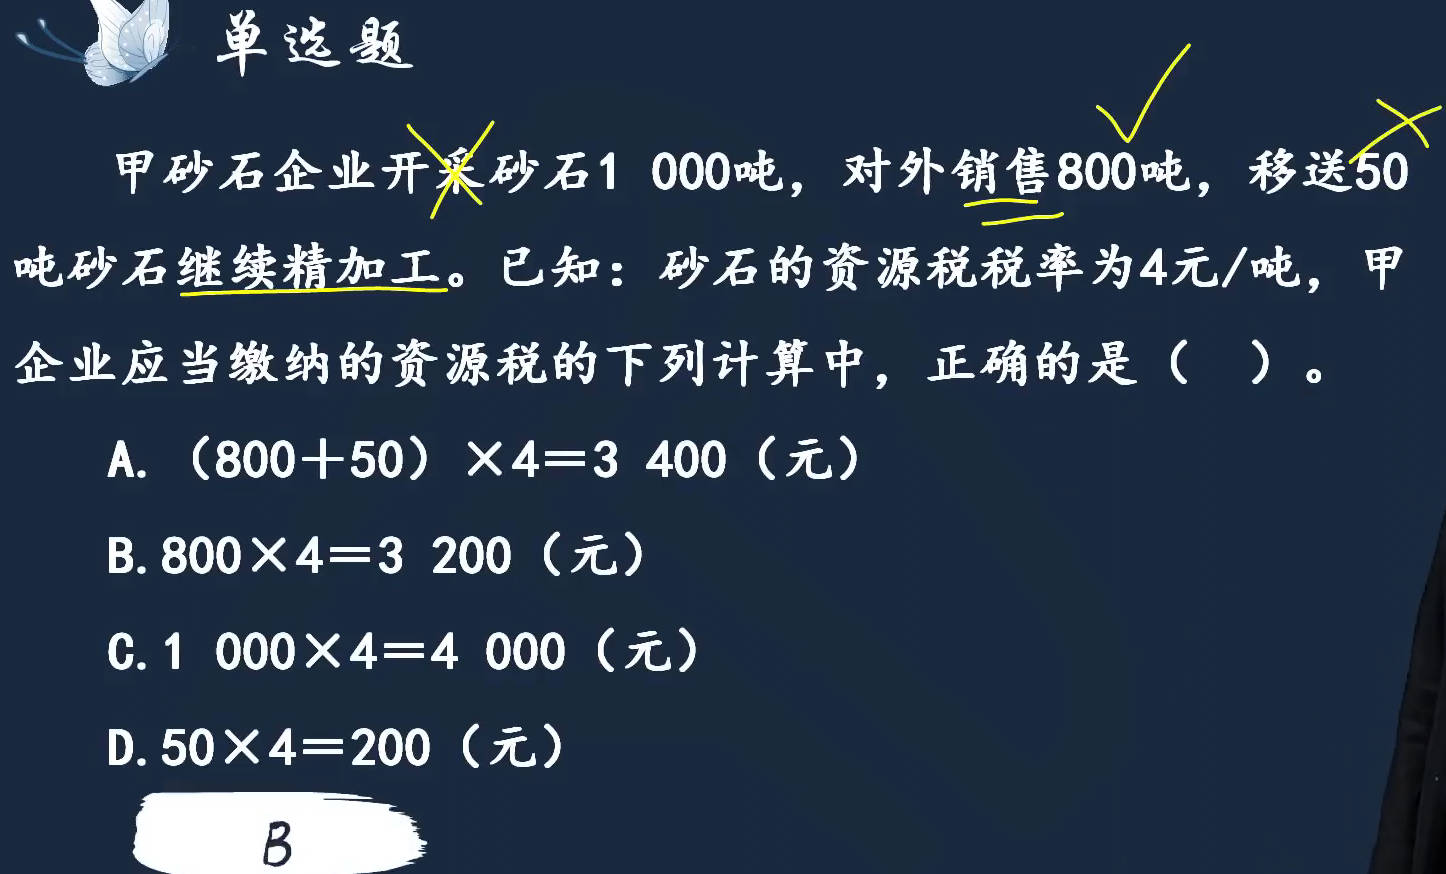 单选题
甲砂石企业开采砂石1 000吨，对外销售800吨，移送50
吨砂石继续精加工。已知：砂石的资源税税率为4元/吨，甲
企业应当缴纳的资源税的下列计算中，正确的是（ ）。
A.（800＋50）×4＝3 400（元）
B.800×4＝3 200（元）
C.1 000×4＝4 000（元）
D.50×4＝200（元）
B